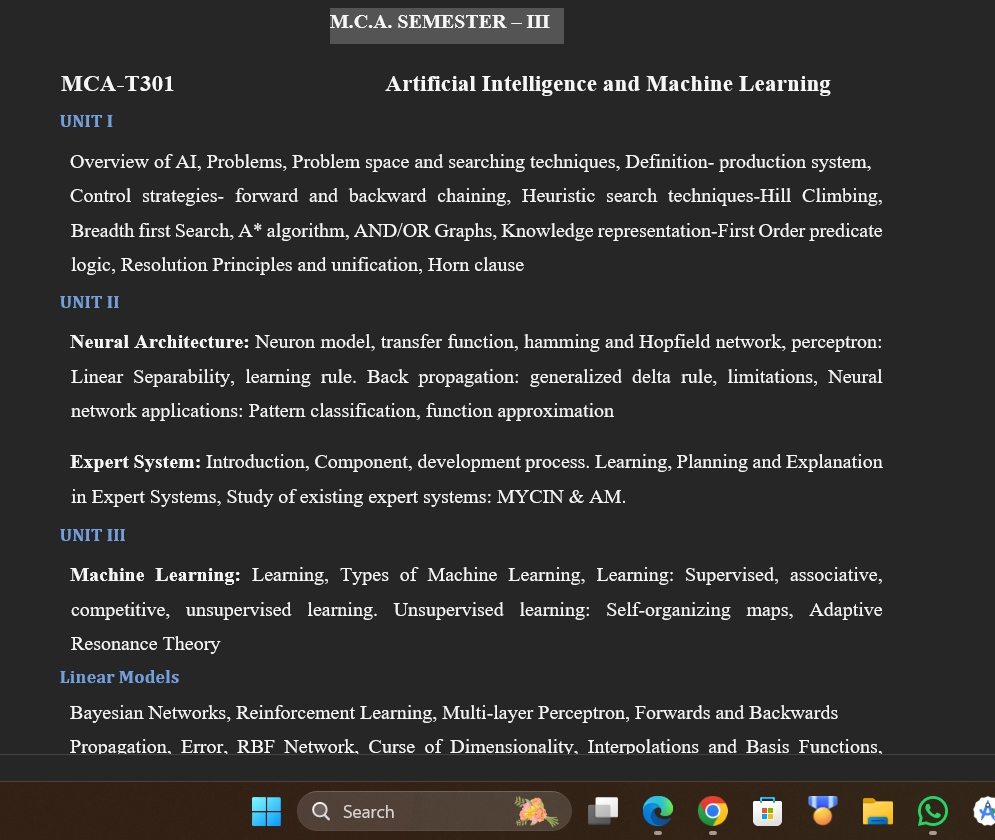 M.C.A. SEMESTER – III
MCA-T301 Artificial Intelligence and Machine Learning
UNIT I
Overview of AI, Problems, Problem space and searching techniques, Definition- production system,
Control strategies- forward and backward chaining, Heuristic search techniques-Hill Climbing,
Breadth first Search, A* algorithm, AND/OR Graphs, Knowledge representation-First Order predicate
logic, Resolution Principles and unification, Horn clause
UNIT II
Neural Architecture: Neuron model, transfer function, hamming and Hopfield network, perceptron:
Linear Separability, learning rule. Back propagation: generalized delta rule, limitations, Neural
network applications: Pattern classification, function approximation
Expert System: Introduction, Component, development process. Learning, Planning and Explanation
in Expert Systems, Study of existing expert systems: MYCIN & AM.
UNIT III
Machine Learning: Learning, Types of Machine Learning, Learning: Supervised, associative,
competitive, unsupervised learning. Unsupervised learning: Self-organizing maps, Adaptive
Resonance Theory
Linear Models
Bayesian Networks, Reinforcement Learning, Multi-layer Perceptron, Forwards and Backwards
Propagation, Error, RBF Network, Curse of Dimensionality, Interpolations and Basis Functions,
Search